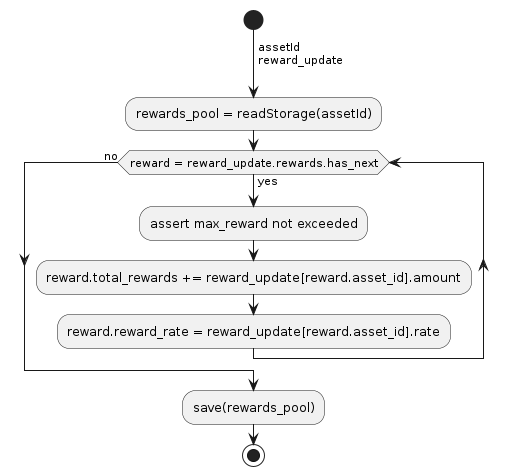 assetId
reward_update
rewards_pool = readStorage(assetId)
no
reward = reward_update.rewards.has_next
yes
assert max_reward not exceeded
reward.total_rewards += reward_update[reward.asset_id].amount
reward.reward_rate = reward_update[reward.asset_id].rate
save(rewards_pool)